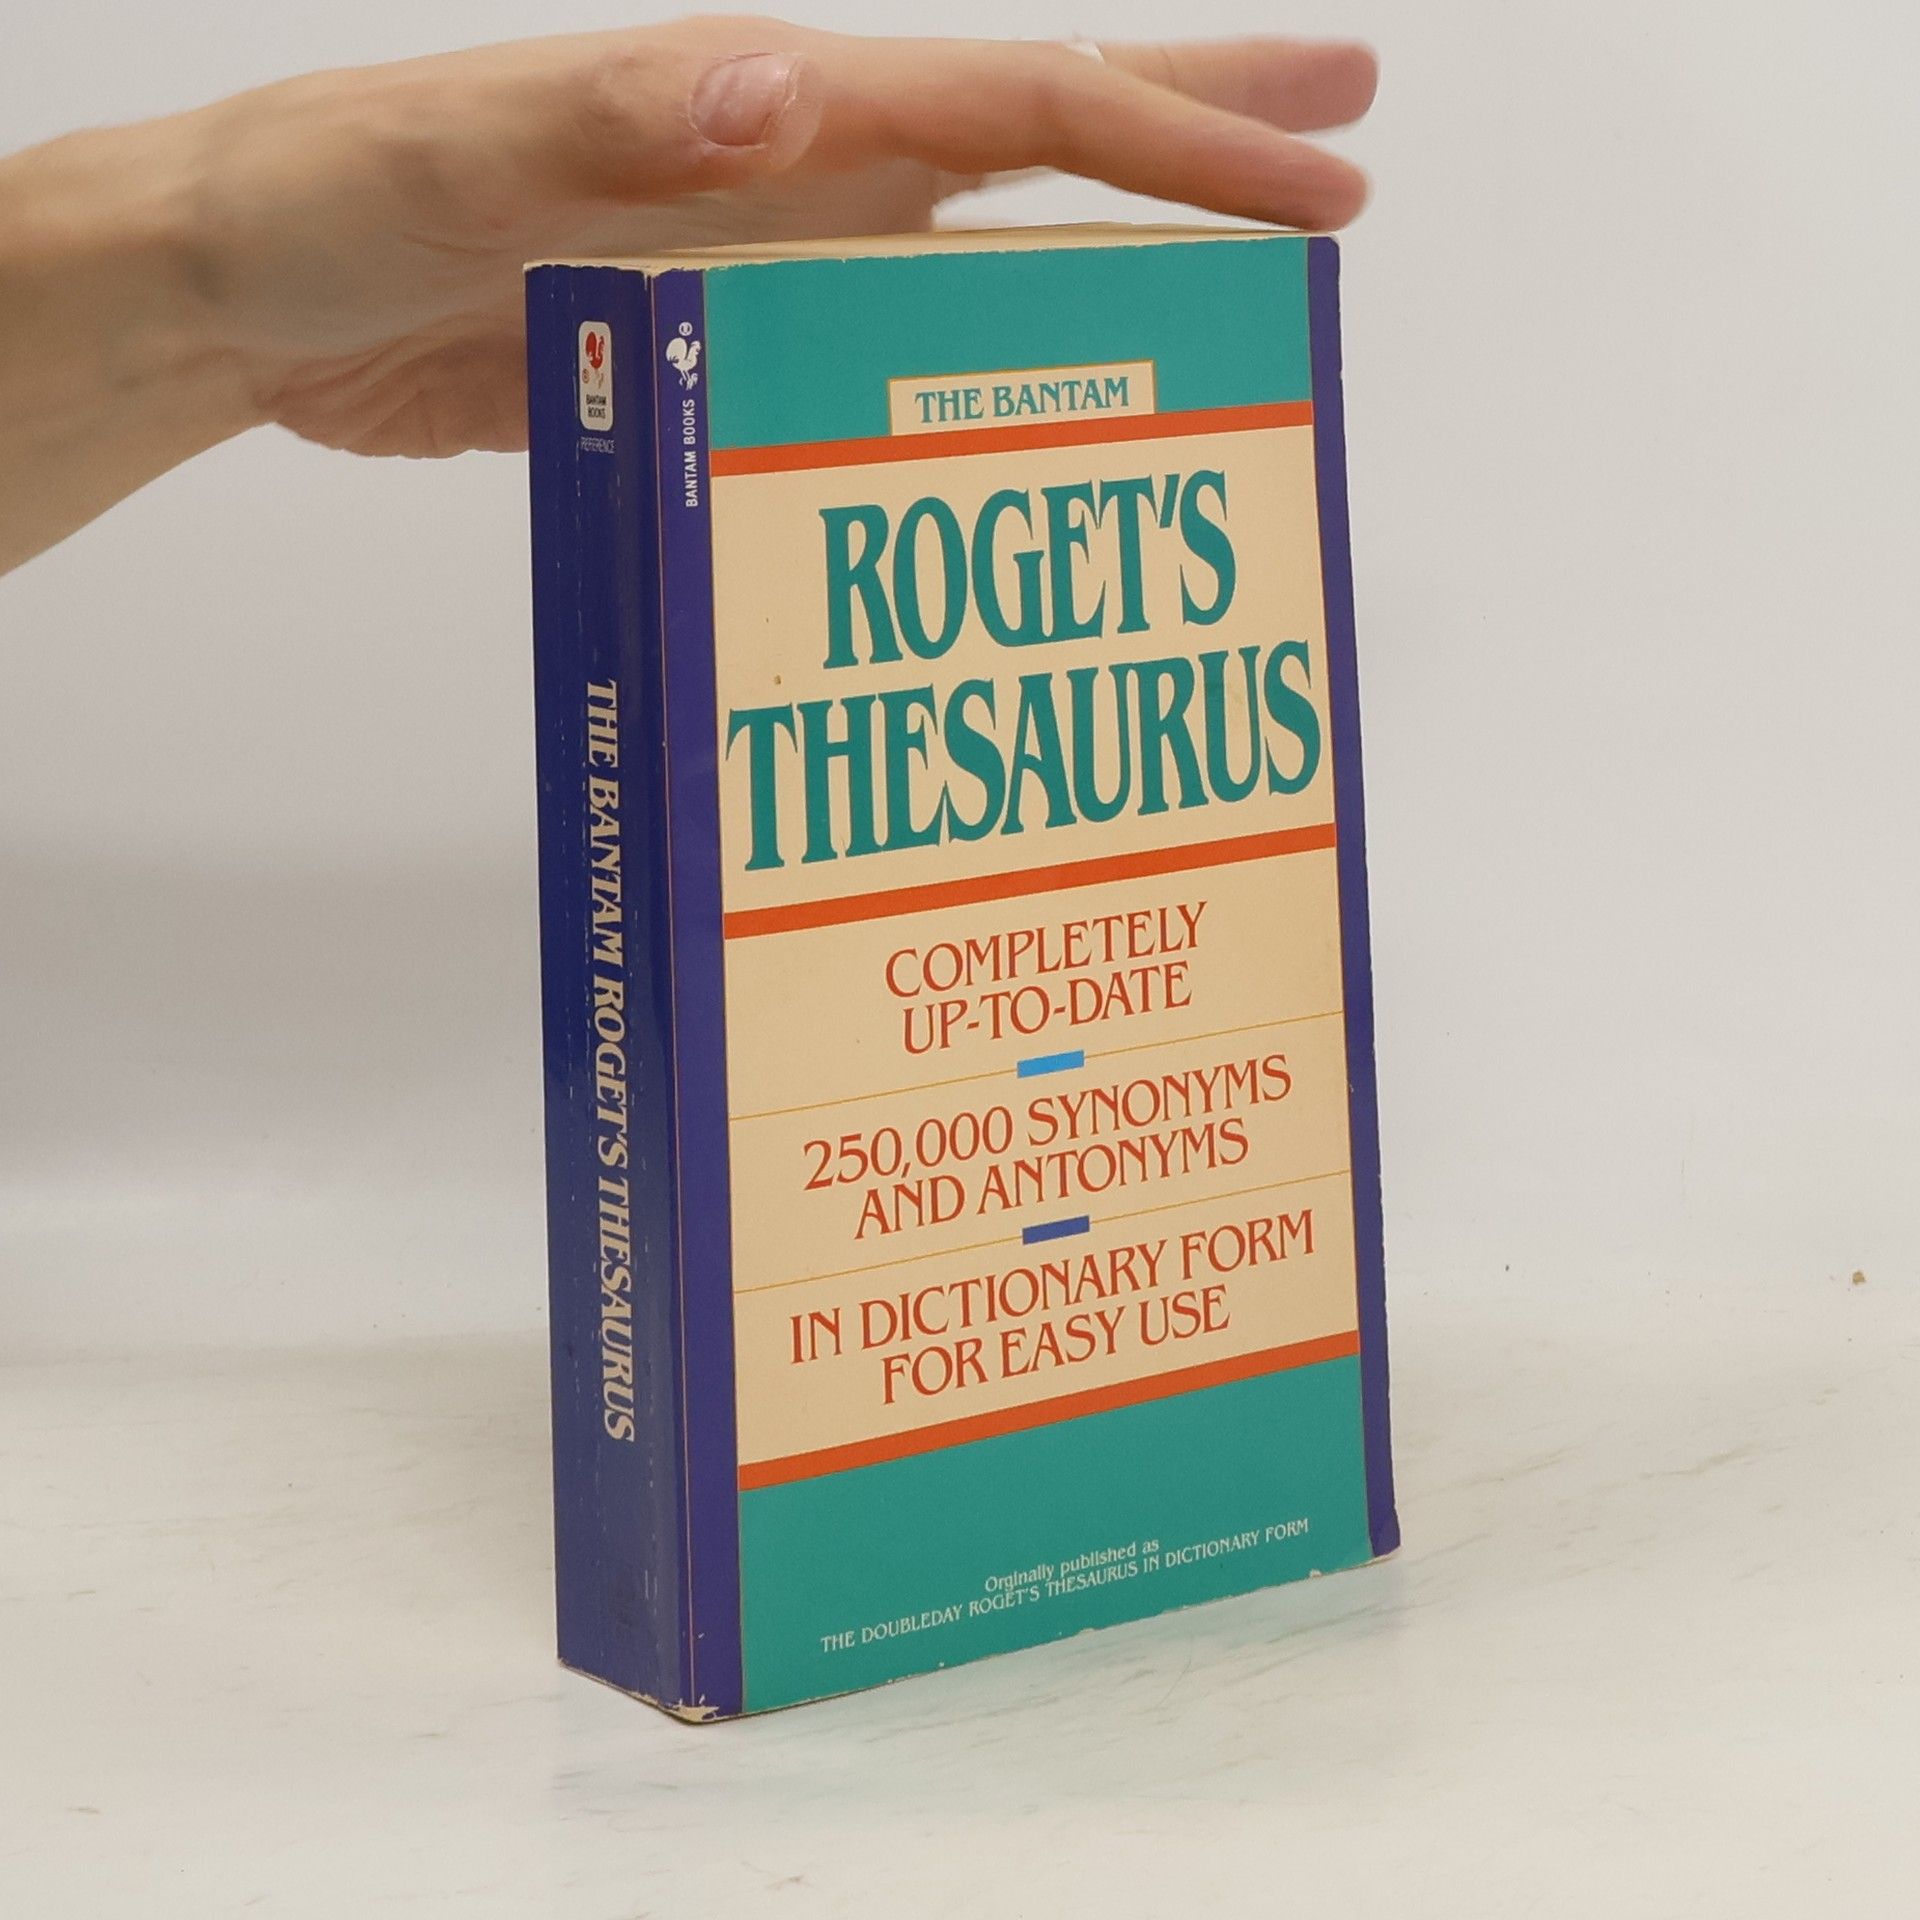 BANTAM
BOOKS
REFERENCE
THE BANTAM ROGET'S THESAURUS
BANTAM BOOKS
THE BANTAM
ROGET'S
THESAURUS
COMPLETELY
UP-TO-DATE
250,000 SYNONYMS
AND ANTONYMS
IN DICTIONARY FORM
FOR EASY USE
Orginally published as
THE DOUBLEDAY ROGET'S THESAURUS IN DICTIONARY FORM